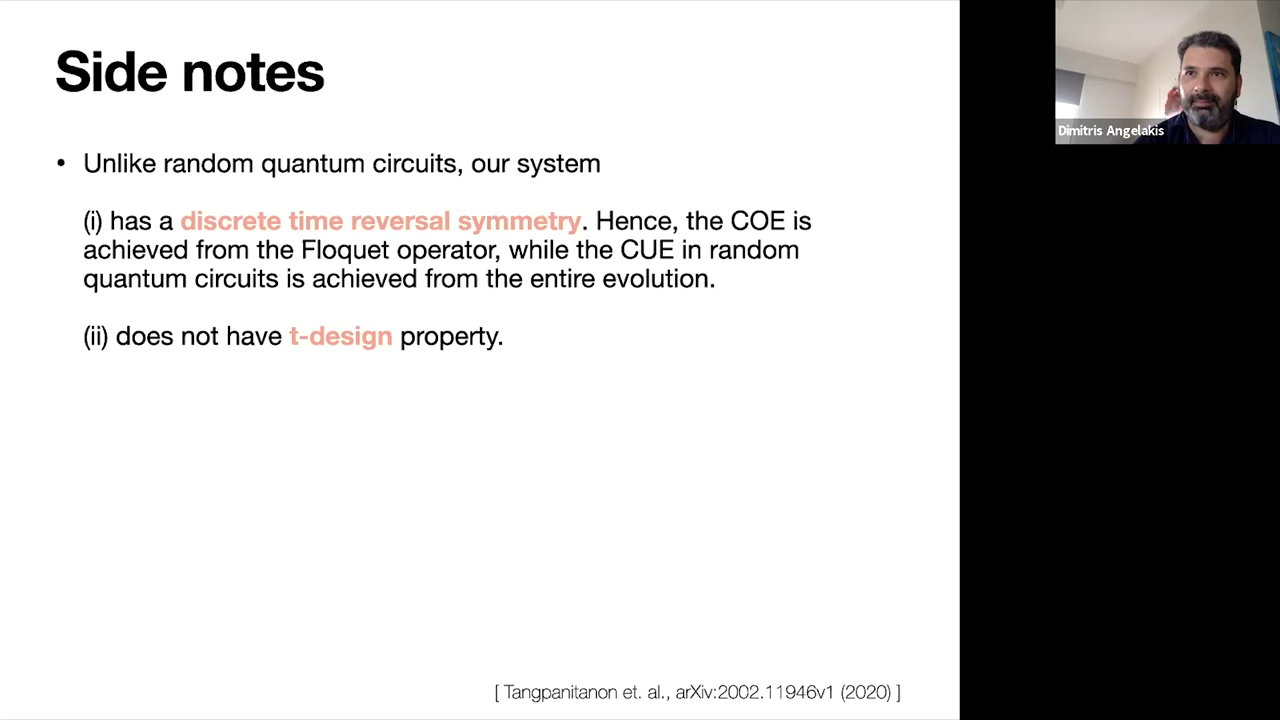 Side notes
• Unlike random quantum circuits, our system
(i) has a discrete time reversal symmetry. Hence, the COE is
achieved from the Floquet operator, while the CUE in random
quantum circuits is achieved from the entire evolution.
(ii) does not have t-design property.
[ Tangpanitanon et. al., arXiv:2002.11946v1 (2020) ]
Dimitris Angelakis